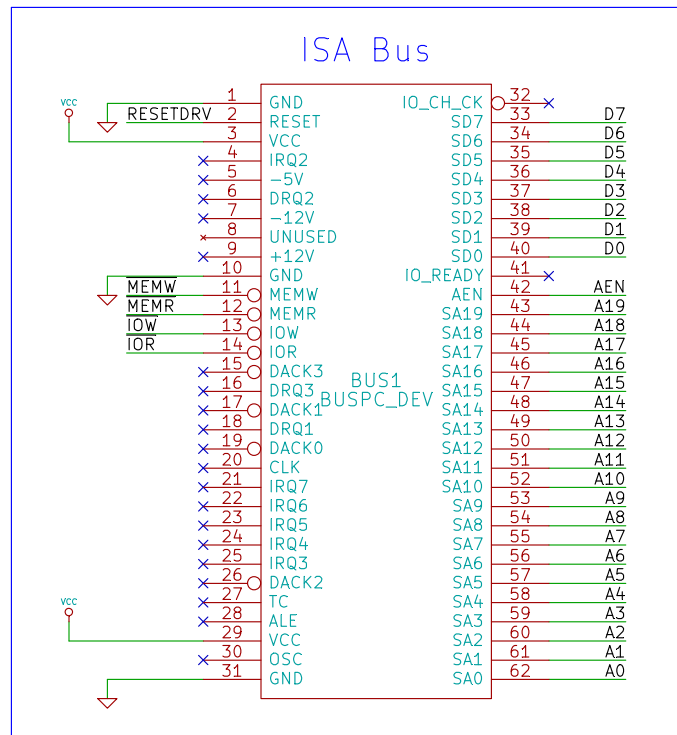 ISA Bus
1 GND IO_CH_CK 32
vcc RESETDRV 2 RESET SD7 33 D7
3 VCC SD6 34 D6
4 IRQ2 SD5 35 D5
5 -5V SD4 36 D4
6 DRQ2 SD3 37 D3
7 -12V SD2 38 D2
8 UNUSED SD1 39 D1
9 +12V SD0 40 D0
10 GND IO_READY 41
MEMW 11 MEMW AEN 42 AEN
MEMR 12 MEMR SA19 43 A19
IOW 13 IOW SA18 44 A18
IOR 14 IOR SA17 45 A17
15 DACK3 SA16 46 A16
16 DRQ3 BUS1 SA15 47 A15
17 DACK1 BUSPC_DEV SA14 48 A14
18 DRQ1 SA13 49 A13
19 DACK0 SA12 50 A12
20 CLK SA11 51 A11
21 IRQ7 SA10 52 A10
22 IRQ6 SA9 53 A9
23 IRQ5 SA8 54 A8
24 IRQ4 SA7 55 A7
25 IRQ3 SA6 56 A6
26 DACK2 SA5 57 A5
27 TC SA4 58 A4
vcc 28 ALE SA3 59 A3
29 VCC SA2 60 A2
30 OSC SA1 61 A1
31 GND SA0 62 A0